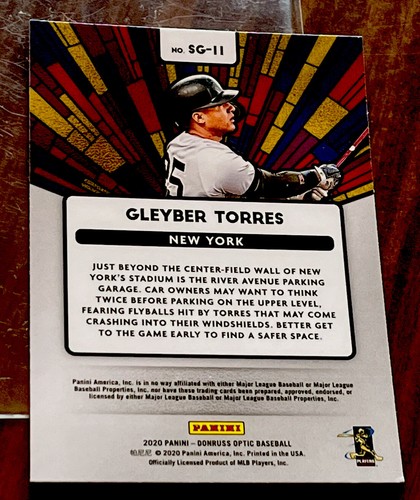 NO. SG-11
25
GLEYBER TORRES
NEW YORK
JUST BEYOND THE CENTER-FIELD WALL OF NEW
YORK'S STADIUM IS THE RIVER AVENUE PARKING
GARAGE. CAR OWNERS MAY WANT TO THINK
TWICE BEFORE PARKING ON THE UPPER LEVEL,
FEARING FLYBALLS HIT BY TORRES THAT MAY COME
CRASHING INTO THEIR WINDSHIELDS. BETTER GET
TO THE GAME EARLY TO FIND A SAFER SPACE.
Panini America, Inc. is in no way affiliated with either Major League Baseball or Major League
Baseball Properties, Inc. nor have these trading cards been prepared, approved, endorsed, or
licensed by either Major League Baseball or Major League Baseball Properties, Inc.
PANINI
2020 PANINI – DONRUSS OPTIC BASEBALL
帕尼尼 © 2020 Panini America, Inc. Printed in the USA.
Officially Licensed Product of MLB Players, Inc.
PLAYERS